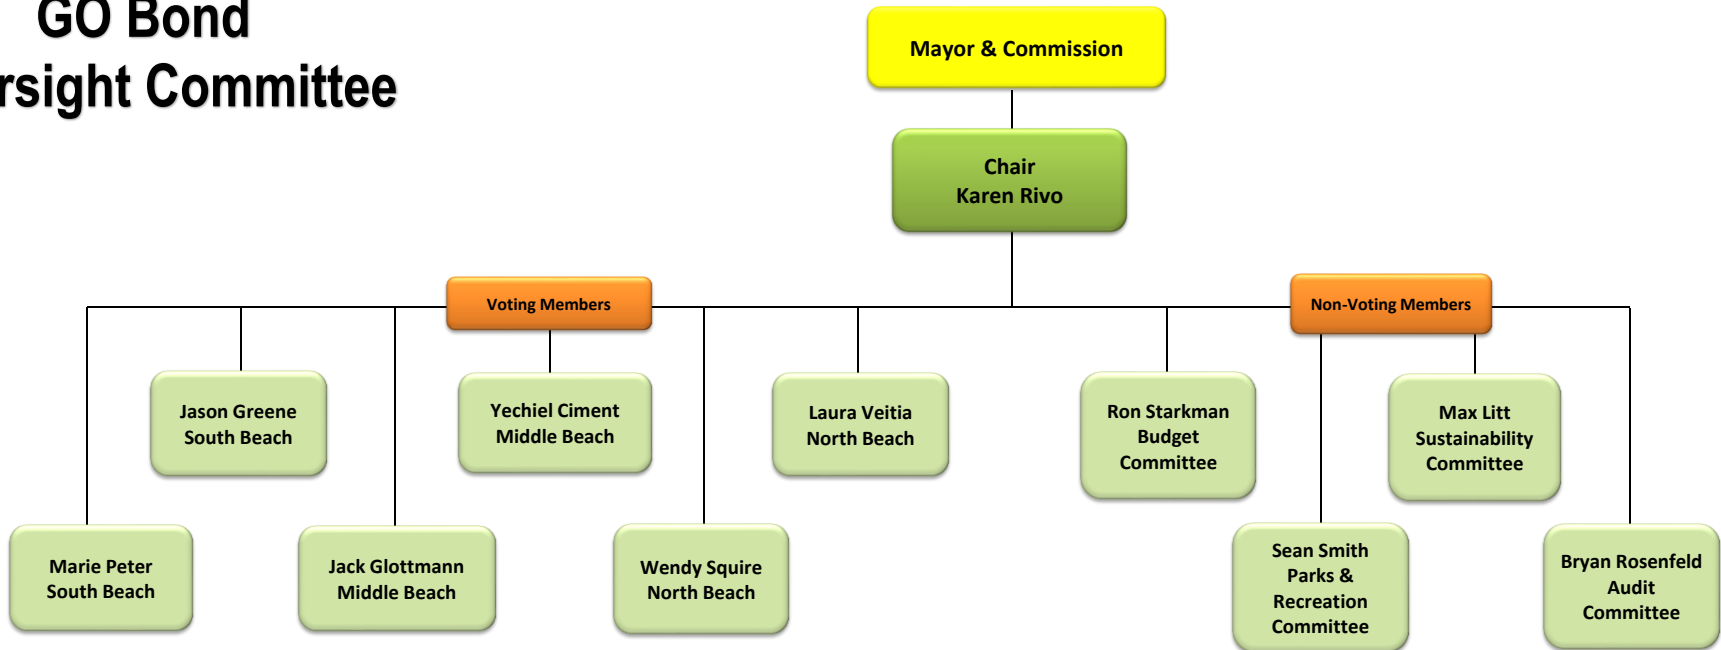 GO Bond
rsight Committee
Mayor & Commission
Chair
Karen Rivo
Voting Members
Non-Voting Members
Jason Greene
South Beach
Yechiel Ciment
Middle Beach
Laura Veitia
North Beach
Ron Starkman
Budget
Committee
Max Litt
Sustainability
Committee
Marie Peter
South Beach
Jack Glottmann
Middle Beach
Wendy Squire
North Beach
Sean Smith
Parks &
Recreation
Committee
Bryan Rosenfeld
Audit
Committee